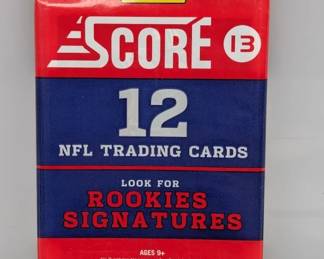 SCORE 13
12
NFL TRADING CARDS
LOOK FOR
ROOKIES
SIGNATURES
AGES 9+